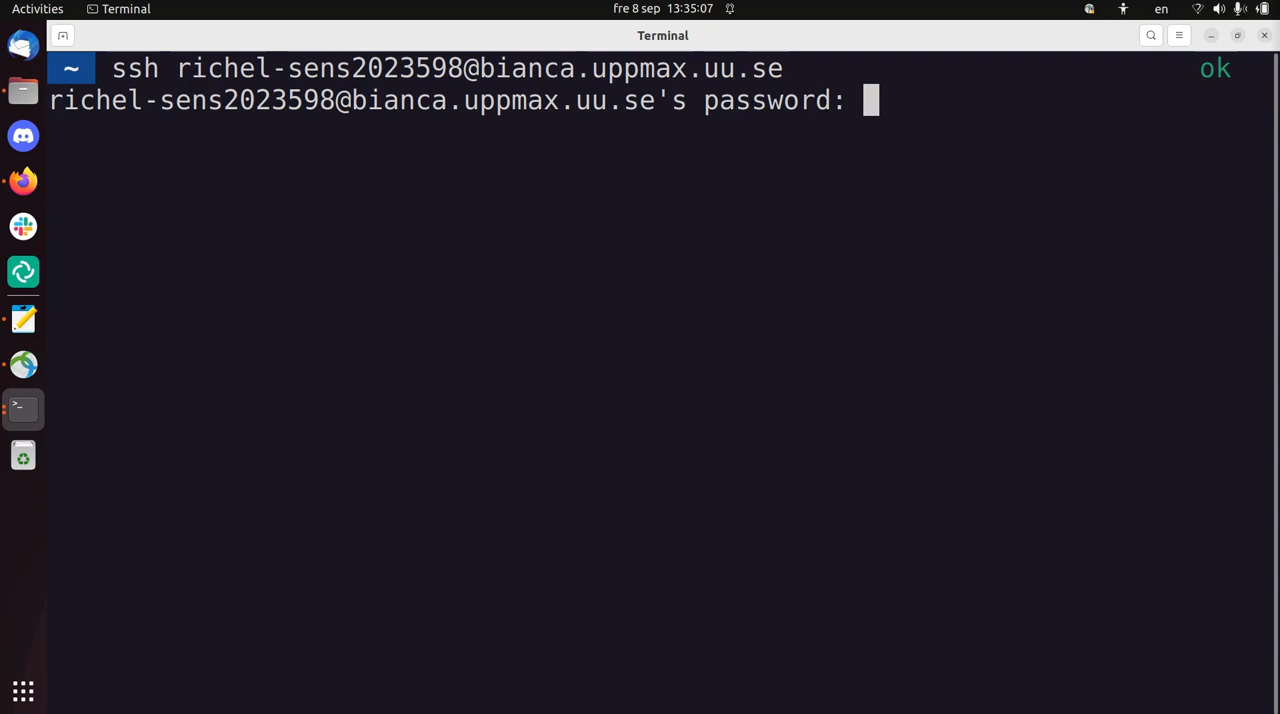 Activities Terminal fre 8 sep 13:35:07 en
Terminal
~ ssh richel-sens2023598@bianca.uppmax.uu.se ok
richel-sens2023598@bianca.uppmax.uu.se's password: